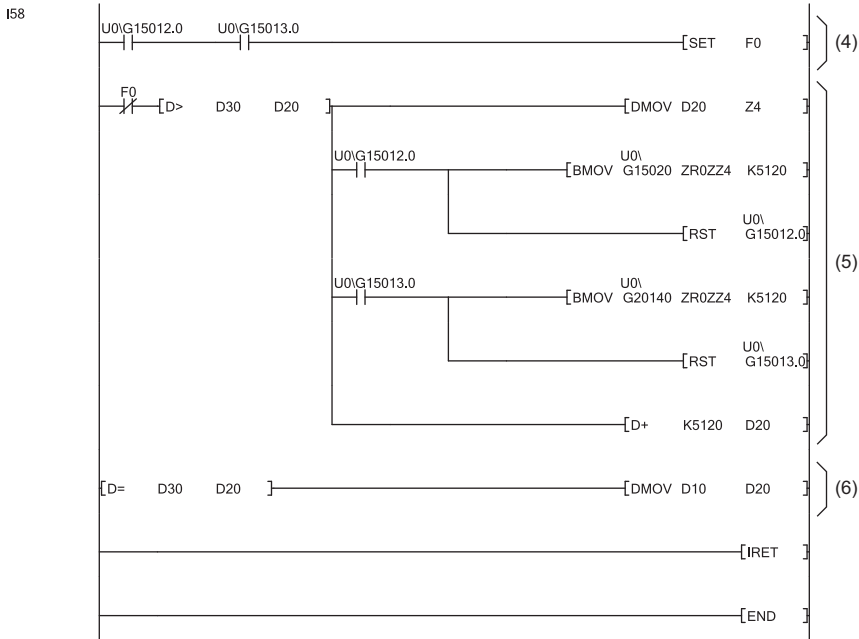 I58
U0\G15012.0 U0\G15013.0
SET F0
(4)
F0
D> D30 D20 DMOV D20 Z4
U0\G15012.0 U0\
BMOV G15020 ZR0ZZ4 K5120
U0\
RST G15012.0
(5)
U0\G15013.0 U0\
BMOV G20140 ZR0ZZ4 K5120
U0\
RST G15013.0
D+ K5120 D20
D= D30 D20 DMOV D10 D20
(6)
IRET
END